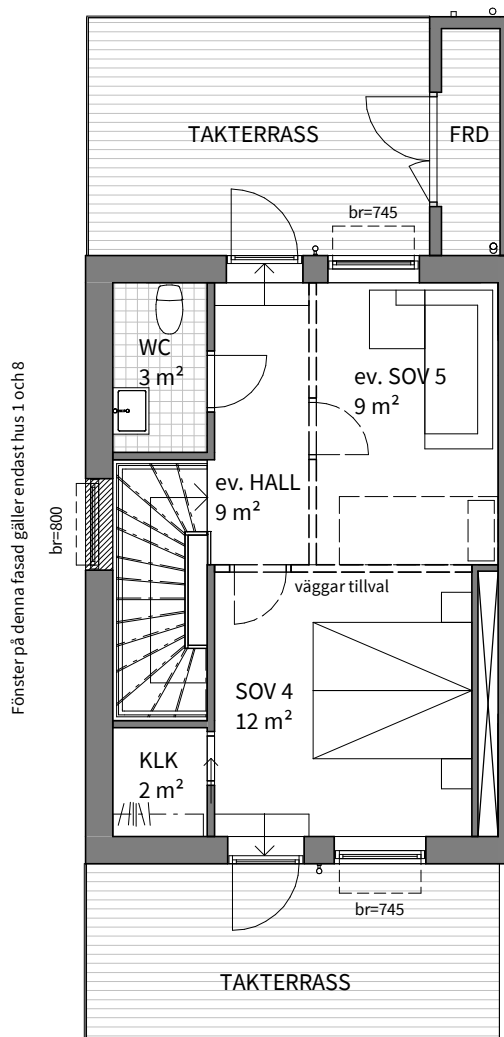 TAKTERRASS
FRD
br=745
WC
3 m²
ev. SOV 5
9 m²
Fönster på denna fasad gäller endast hus 1 och 8
br=800
ev. HALL
9 m²
väggar tillval
SOV 4
12 m²
KLK
2 m²
br=745
TAKTERRASS